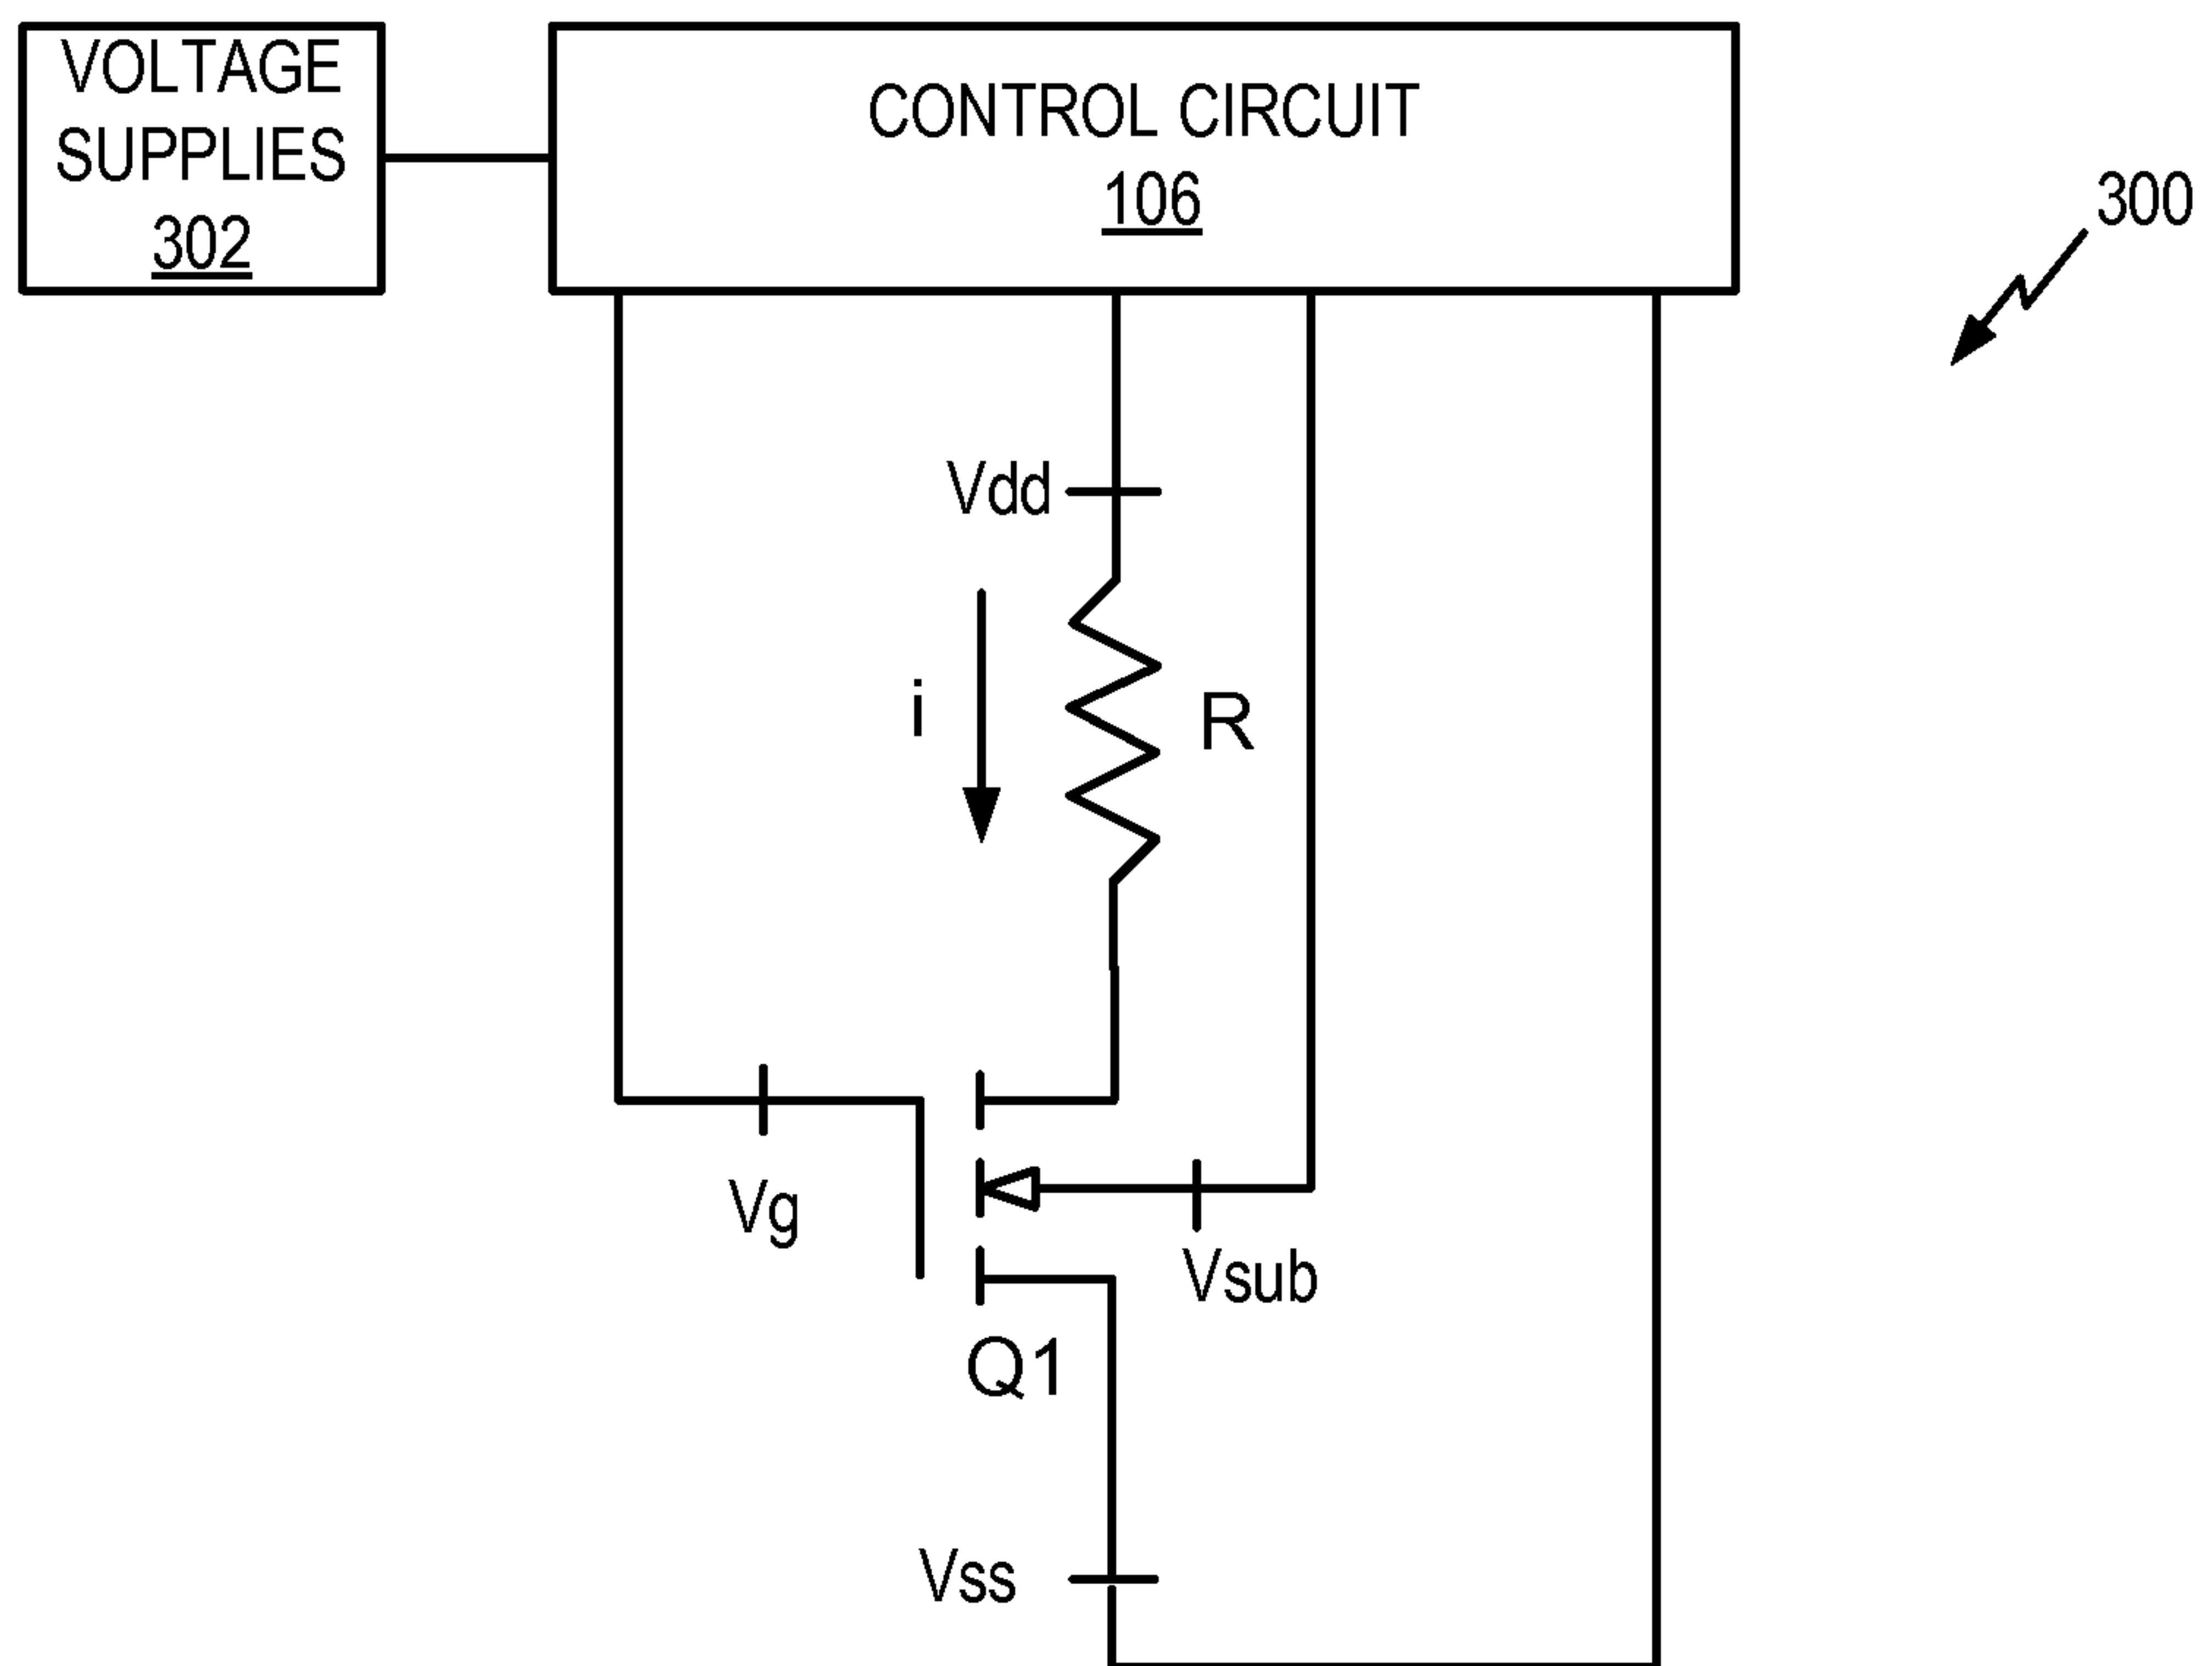 VOLTAGE
SUPPLIES
302
CONTROL CIRCUIT
106
300
Vdd
i
R
Vg
Vsub
Q1
Vss